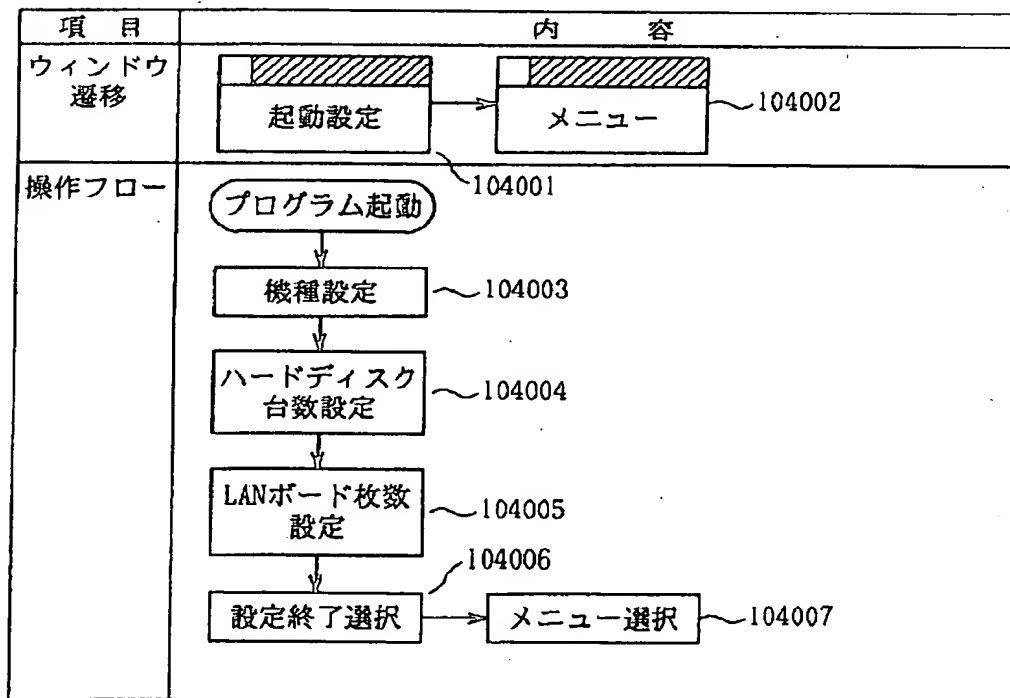 項 目
内 容
ウィンドウ
遷移
起動設定
メニュー
104002
104001
操作フロー
プログラム起動
機種設定
104003
ハードディスク
台数設定
104004
LANボード枚数
設定
104005
104006
設定終了選択
メニュー選択
104007